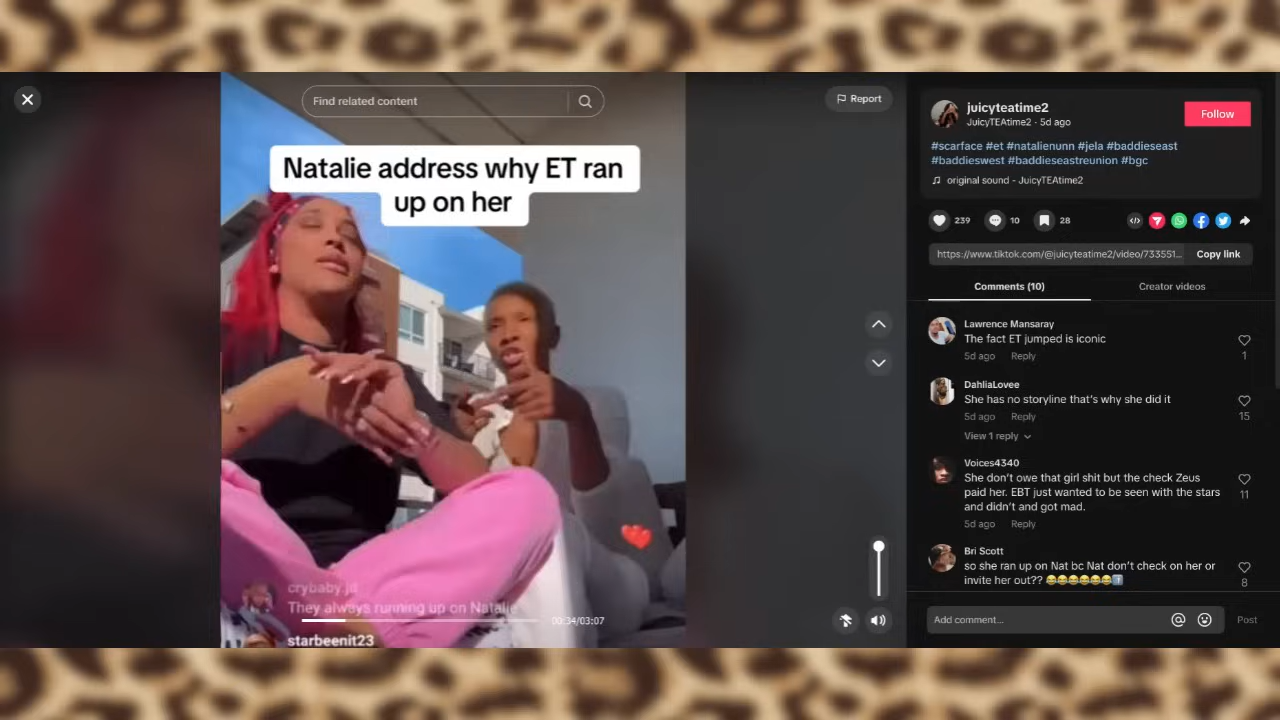 Find related content
Report
Natalie address why ET ran
up on her
crybaby.jd
They always running up on Natalie
00:34/03:07
starbeenit23
juicyteatime2
JuicyTEAtime2 · 5d ago
Follow
#scarface #et #natalienunn #jela #baddieseast
#baddieswest #baddieseastreunion #bgc
original sound - JuicyTEAtime2
239
10
28
https://www.tiktok.com/@juicyteatime2/video/733551...
Copy link
Comments (10)
Creator videos
Lawrence Mansaray
The fact ET jumped is iconic
5d ago Reply
1
DahliaLovee
She has no storyline that's why she did it
5d ago Reply
15
View 1 reply
Voices4340
She don't owe that girl shit but the check Zeus
paid her. EBT just wanted to be seen with the stars
and didn't and got mad.
5d ago Reply
11
Bri Scott
so she ran up on Nat bc Nat don't check on her or
invite her out?? 😂😂😂😂😂😂
8
Add comment...
Post